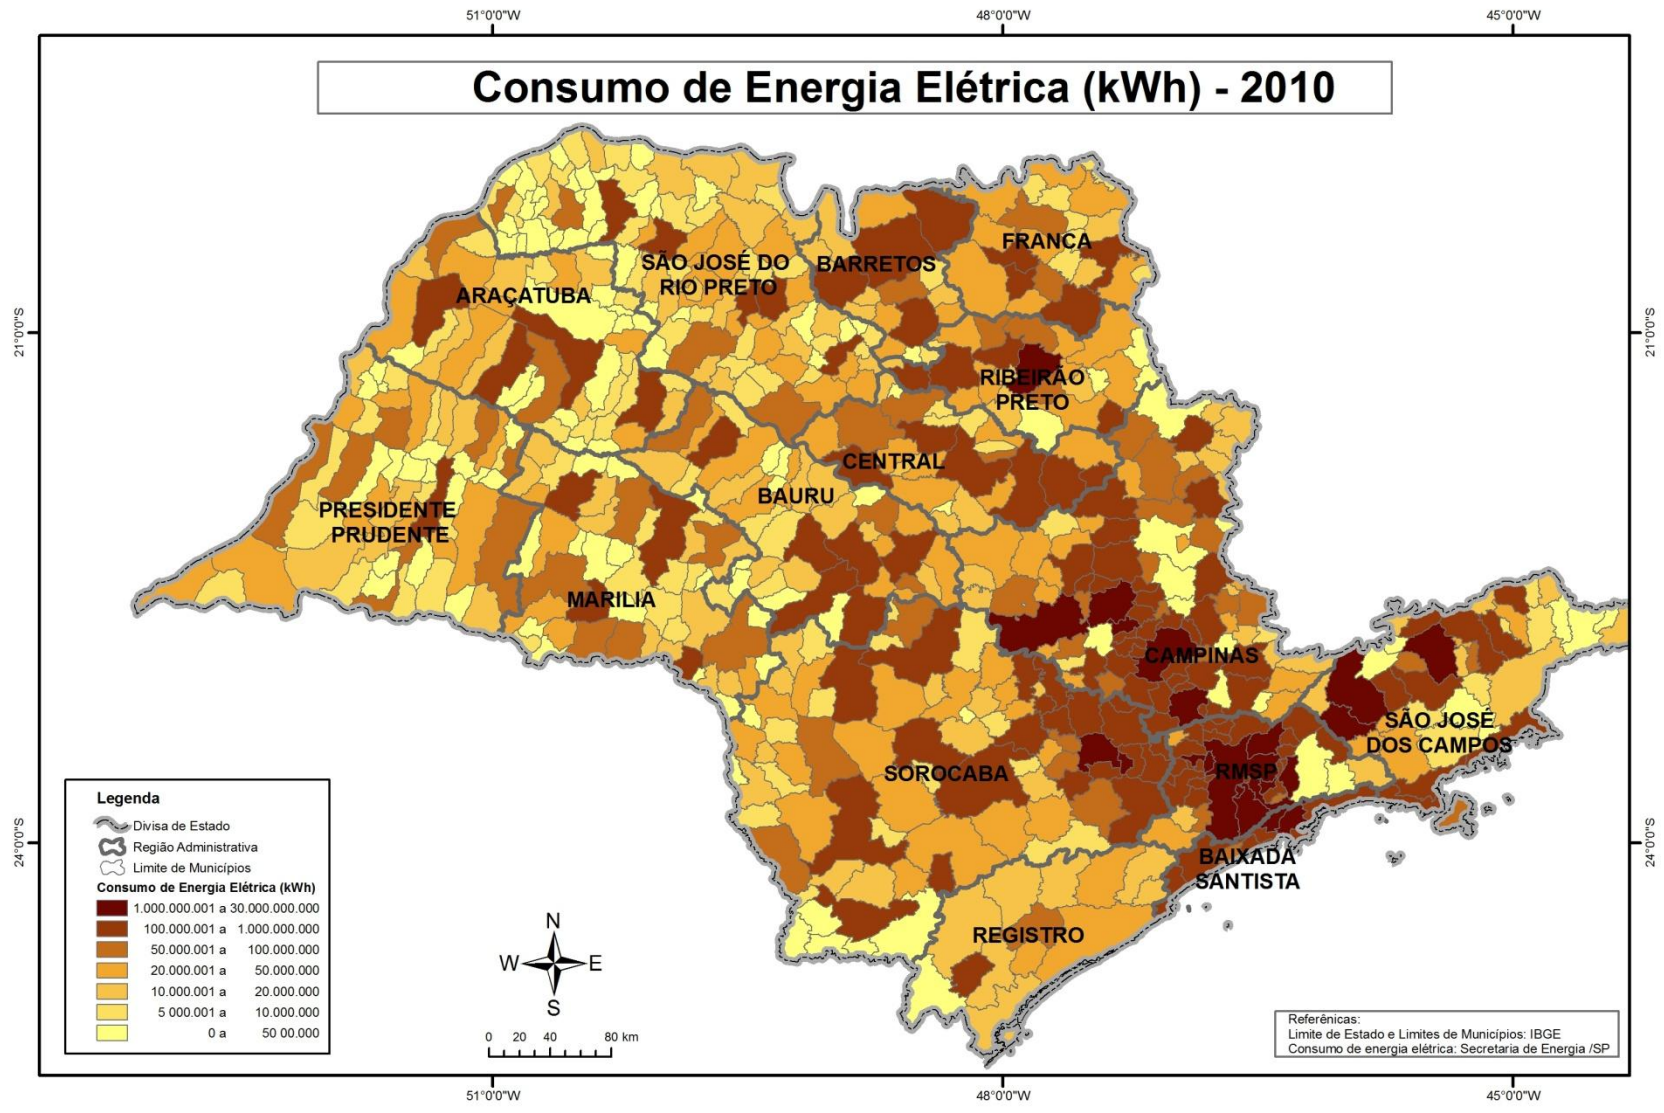 51°0'0"W
48°0'0"W
45°0'0"W
Consumo de Energia Elétrica (kWh) - 2010
21°0'0"S
21°0'0"S
24°0'0"S
24°0'0"S
FRANCA
SÃO JOSÉ DO
RIO PRETO
BARRETOS
ARAÇATUBA
RIBEIRÃO
PRETO
CENTRAL
BAURU
PRESIDENTE
PRUDENTE
MARILIA
CAMPINAS
SÃO JOSÉ
DOS CAMPOS
SOROCABA
RMSP
BAIXADA
SANTISTA
REGISTRO
Legenda
Divisa de Estado
Região Administrativa
Limite de Municípios
Consumo de Energia Elétrica (kWh)
1.000.000.001 a 30.000.000.000
100.000.001 a 1.000.000.000
50.000.001 a 100.000.000
20.000.001 a 50.000.000
10.000.001 a 20.000.000
5 000.001 a 10.000.000
0 a 50 00.000
N
W E
S
0 20 40 80 km
Referênicas:
Limite de Estado e Limites de Municípios: IBGE
Consumo de energia elétrica: Secretaria de Energia /SP
51°0'0"W
48°0'0"W
45°0'0"W